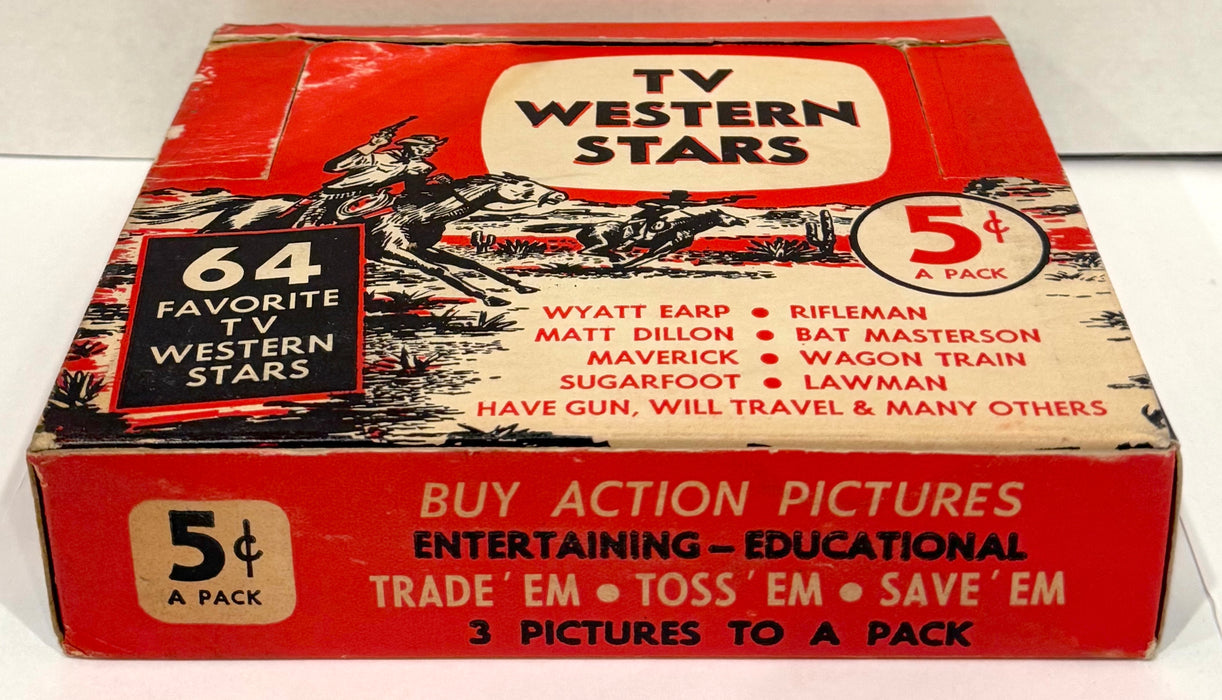 TV
WESTERN
STARS
5¢
A PACK
64
FAVORITE
TV
WESTERN
STARS
WYATT EARP • RIFLEMAN
MATT DILLON • BAT MASTERSON
MAVERICK • WAGON TRAIN
SUGARFOOT • LAWMAN
HAVE GUN, WILL TRAVEL & MANY OTHERS
5¢
A PACK
BUY ACTION PICTURES
ENTERTAINING – EDUCATIONAL
TRADE 'EM • TOSS 'EM • SAVE 'EM
3 PICTURES TO A PACK